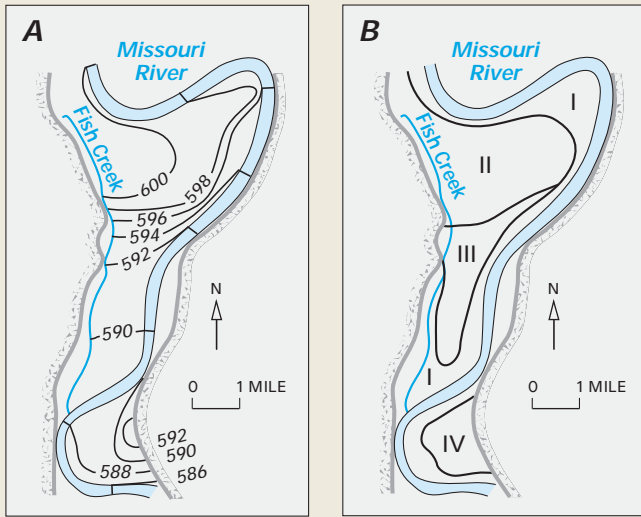 A
Missouri
River
Fish Creek
600
598
596
594
592
590
N
0 1 MILE
592
590
588
586
B
Missouri
River
Fish Creek
I
II
III
N
I
0 1 MILE
IV